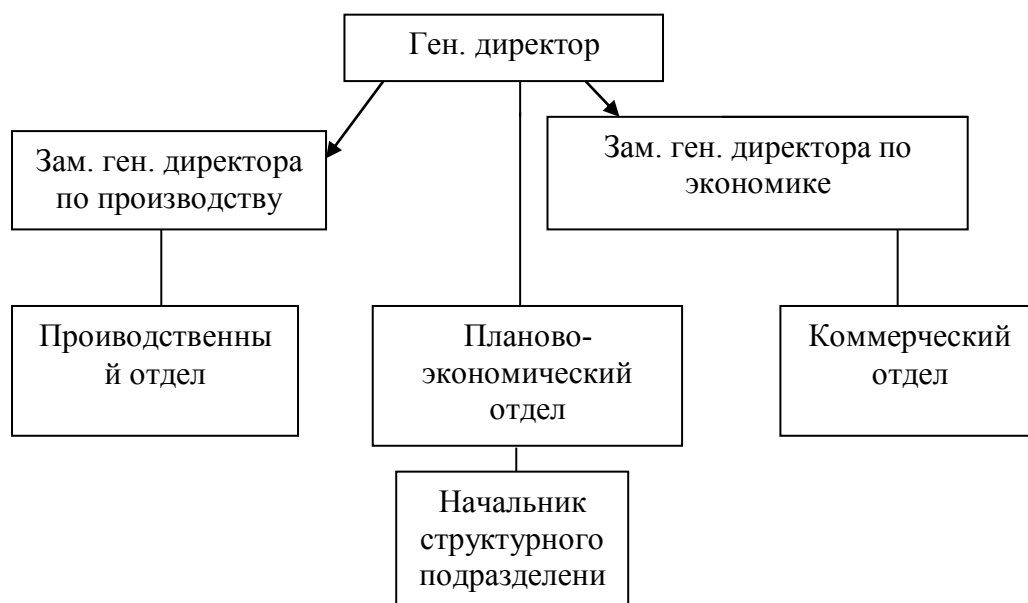 Ген. директор
Зам. ген. директора
по производству
Зам. ген. директора по
экономике
Проиводственны
й отдел
Планово-
экономический
отдел
Коммерческий
отдел
Начальник
структурного
подразделени